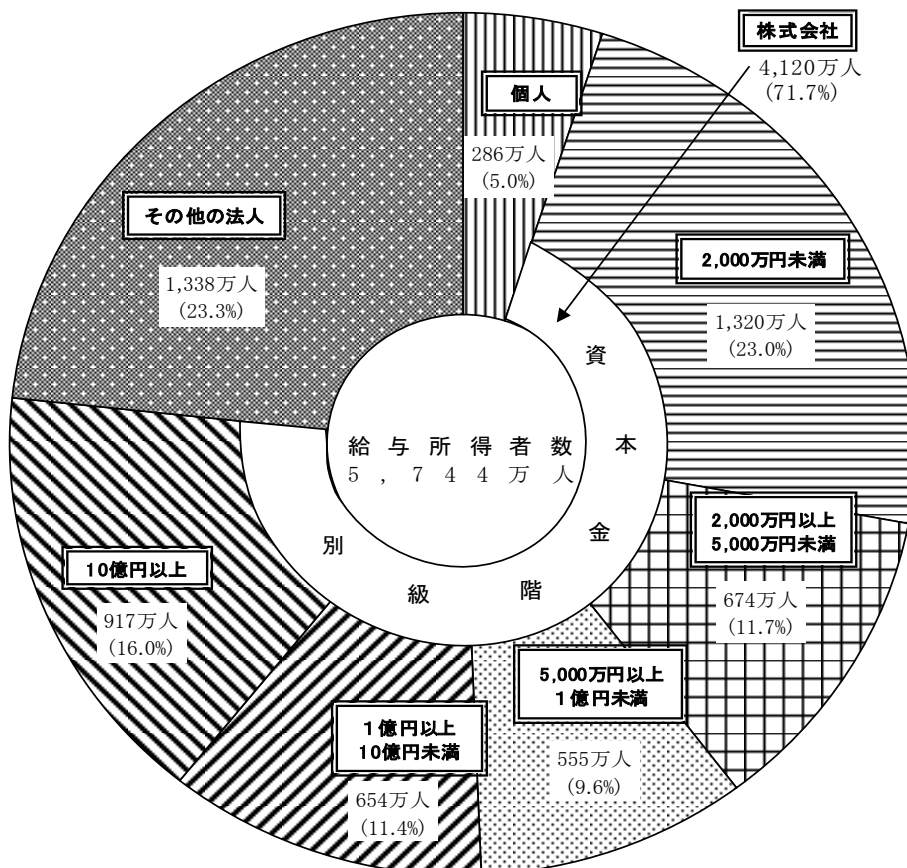 株式会社
4,120万人
(71.7%)
個人
286万人
(5.0%)
2,000万円未満
1,320万人
(23.0%)
その他の法人
1,338万人
(23.3%)
給与所得者数
5,744万人
資本金階級別
2,000万円以上
5,000万円未満
674万人
(11.7%)
5,000万円以上
1億円未満
555万人
(9.6%)
1億円以上
10億円未満
654万人
(11.4%)
10億円以上
917万人
(16.0%)